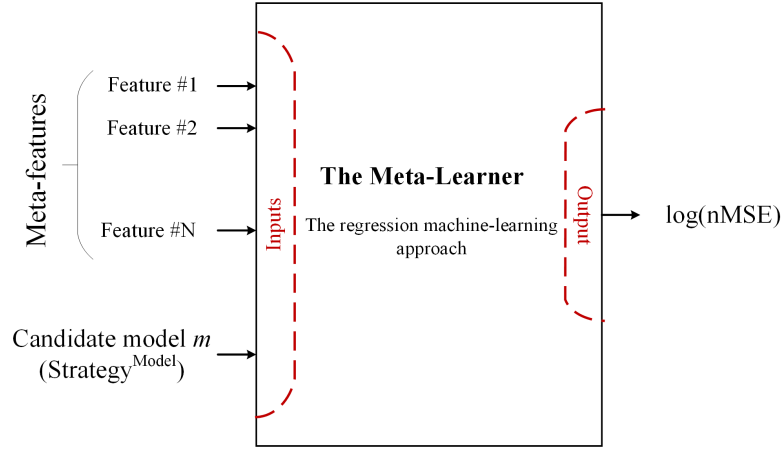 Meta-features
Feature #1
Feature #2
Feature #N
Candidate model m
(Strategy^Model)
Inputs
The Meta-Learner
The regression machine-learning
approach
Output
log(nMSE)